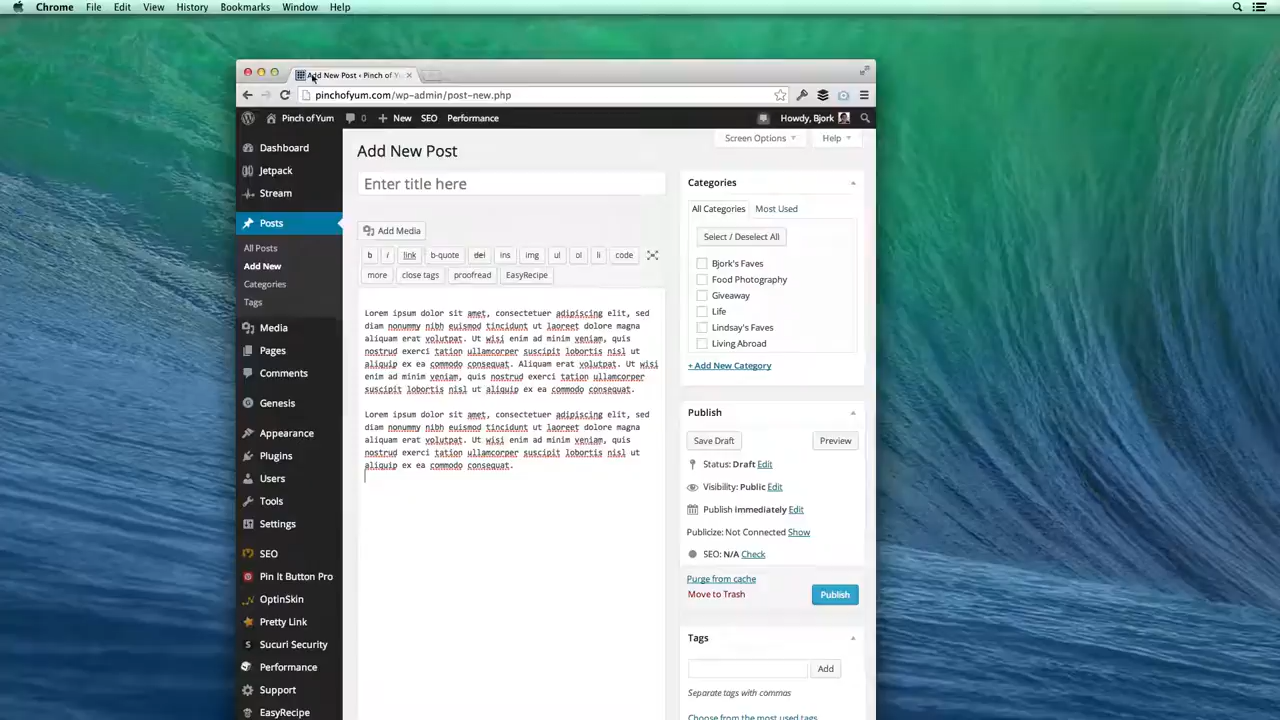 Chrome File Edit View History Bookmarks Window Help
Add New Post ‹ Pinch of Yu
pinchofyum.com/wp-admin/post-new.php
Pinch of Yum 0 New SEO Performance Howdy, Bjork
Dashboard
Jetpack
Stream
Posts
All Posts
Add New
Categories
Tags
Media
Pages
Comments
Genesis
Appearance
Plugins
Users
Tools
Settings
SEO
Pin It Button Pro
OptinSkin
Pretty Link
Sucuri Security
Performance
Support
EasyRecipe
Screen Options Help
Add New Post
Enter title here
Add Media
b i link b-quote del ins img ul ol li code
more close tags proofread EasyRecipe
Lorem ipsum dolor sit amet, consectetuer adipiscing elit, sed
diam nonummy nibh euismod tincidunt ut laoreet dolore magna
aliquam erat volutpat. Ut wisi enim ad minim veniam, quis
nostrud exerci tation ullamcorper suscipit lobortis nisl ut
aliquip ex ea commodo consequat. Aliquam erat volutpat. Ut wisi
enim ad minim veniam, quis nostrud exerci tation ullamcorper
suscipit lobortis nisl ut aliquip ex ea commodo consequat.
Lorem ipsum dolor sit amet, consectetuer adipiscing elit, sed
diam nonummy nibh euismod tincidunt ut laoreet dolore magna
aliquam erat volutpat. Ut wisi enim ad minim veniam, quis
nostrud exerci tation ullamcorper suscipit lobortis nisl ut
aliquip ex ea commodo consequat.
Categories
All Categories Most Used
Select / Deselect All
Bjork's Faves
Food Photography
Giveaway
Life
Lindsay's Faves
Living Abroad
+ Add New Category
Publish
Save Draft Preview
Status: Draft Edit
Visibility: Public Edit
Publish Immediately Edit
Publicize: Not Connected Show
SEO: N/A Check
Purge from cache
Move to Trash Publish
Tags
Add
Separate tags with commas
Choose from the most used tags